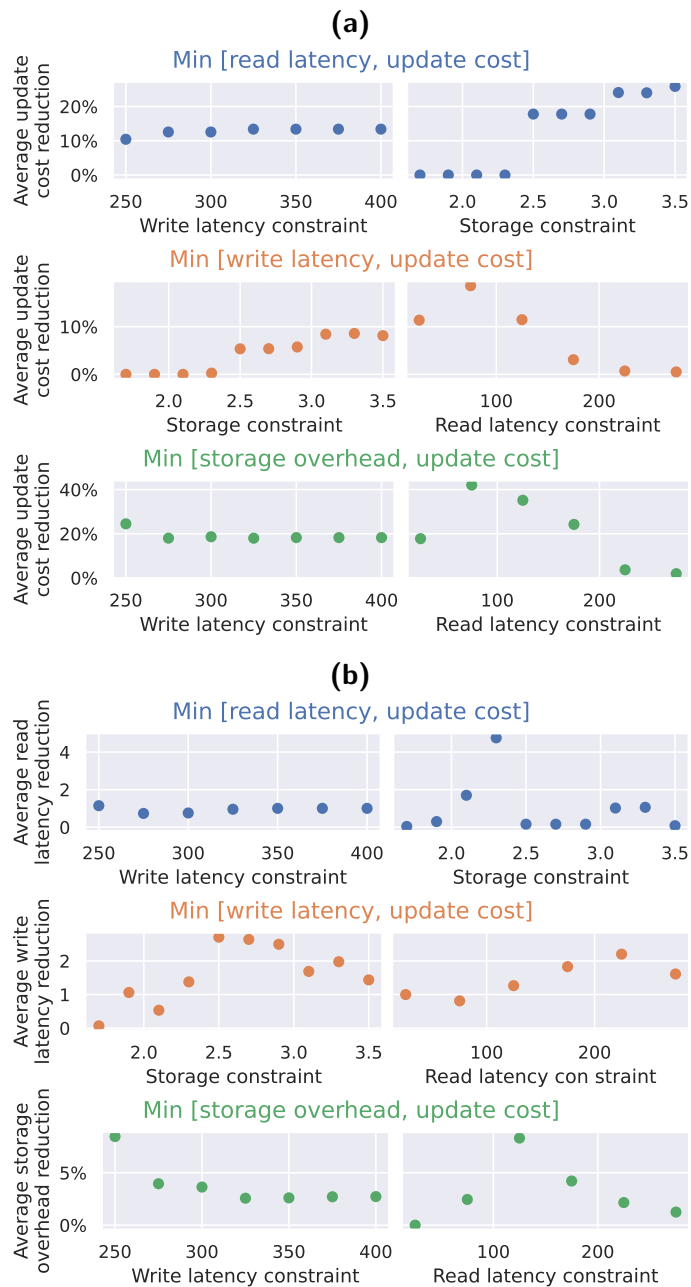 (a)
Min [read latency, update cost]
Average update
cost reduction
20%
10%
0%
250 300 350 400
2.0 2.5 3.0 3.5
Write latency constraint
Storage constraint
Min [write latency, update cost]
Average update
cost reduction
10%
0%
2.0 2.5 3.0 3.5
100 200
Storage constraint
Read latency constraint
Min [storage overhead, update cost]
Average update
cost reduction
40%
20%
0%
250 300 350 400
100 200
Write latency constraint
Read latency constraint
(b)
Min [read latency, update cost]
Average read
latency reduction
4
2
0
250 300 350 400
2.0 2.5 3.0 3.5
Write latency constraint
Storage constraint
Min [write latency, update cost]
Average write
latency reduction
2
1
0
2.0 2.5 3.0 3.5
100 200
Storage constraint
Read latency con straint
Min [storage overhead, update cost]
Average storage
overhead reduction
5%
0%
250 300 350 400
100 200
Write latency constraint
Read latency constraint